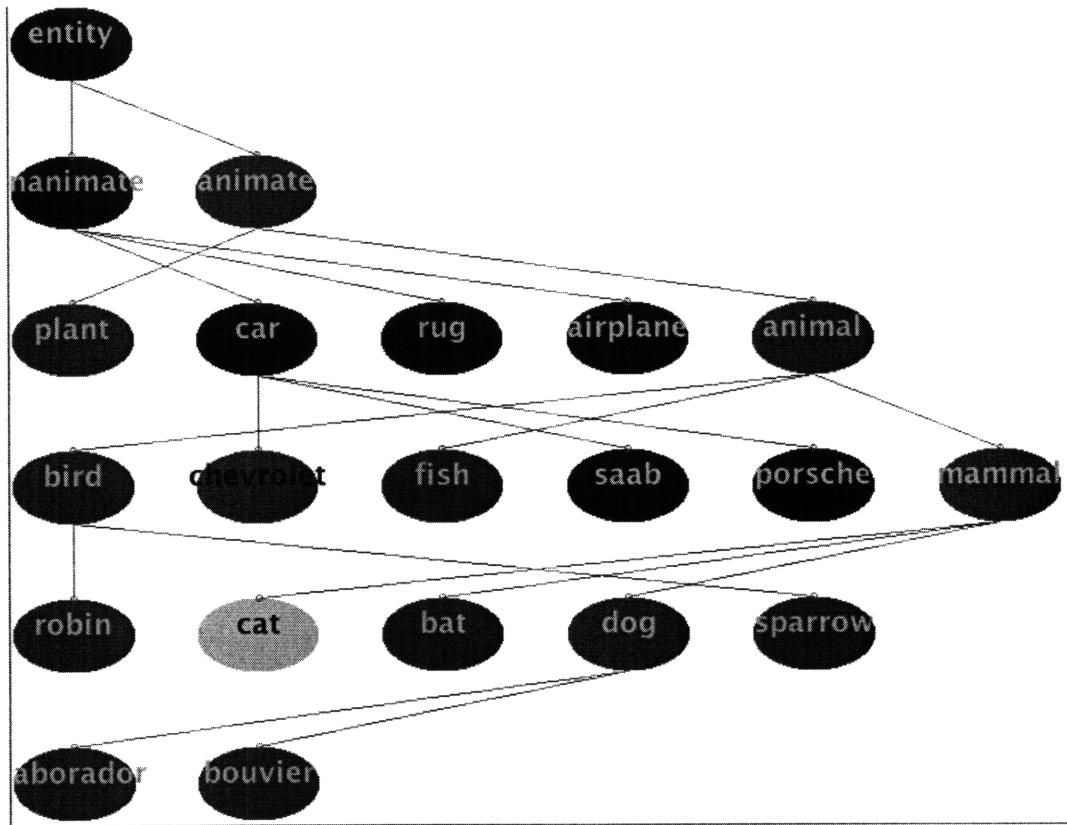 entity
nanimate animate
plant car rug airplane animal
bird chevrolet fish saab porsche mammal
robin cat bat dog sparrow
aborador bouvier